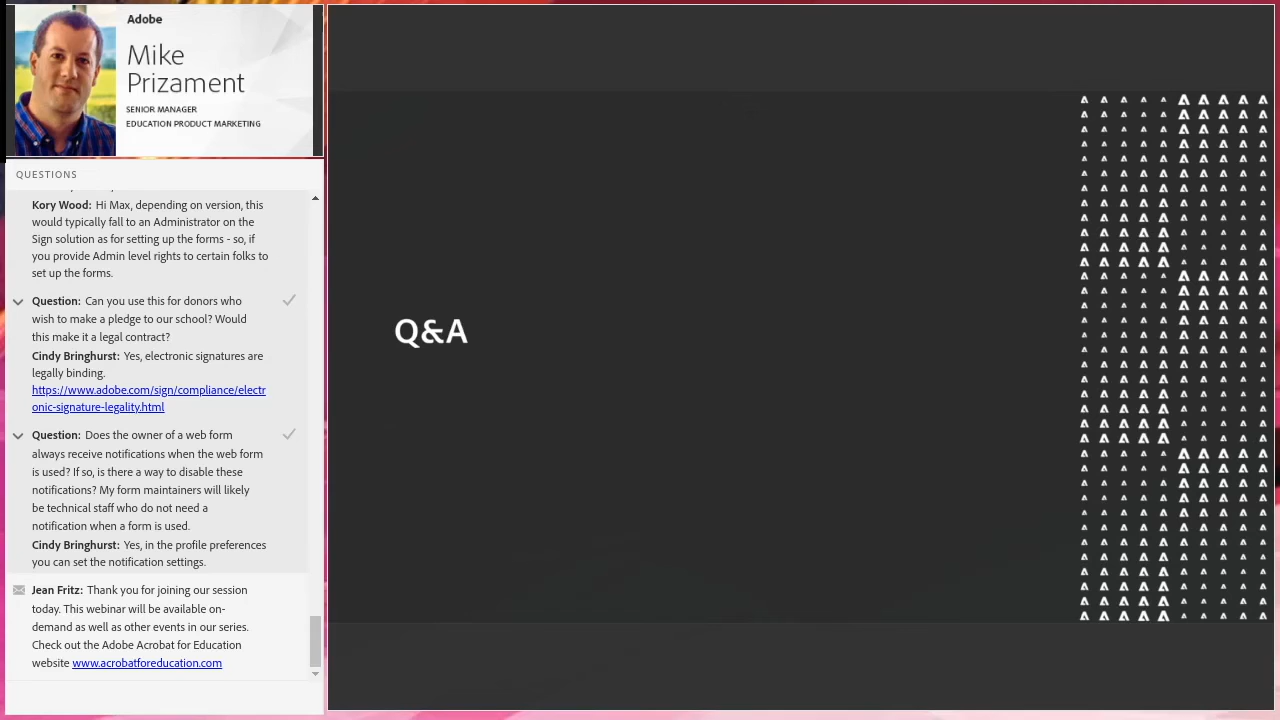 Adobe
Mike
Prizament
SENIOR MANAGER
EDUCATION PRODUCT MARKETING
QUESTIONS
Kory Wood: Hi Max, depending on version, this
would typically fall to an Administrator on the
Sign solution as for setting up the forms - so, if
you provide Admin level rights to certain folks to
set up the forms.
Question: Can you use this for donors who
wish to make a pledge to our school? Would
this make it a legal contract?
Cindy Bringhurst: Yes, electronic signatures are
legally binding.
https://www.adobe.com/sign/compliance/electr
onic-signature-legality.html
Question: Does the owner of a web form
always receive notifications when the web form
is used? If so, is there a way to disable these
notifications? My form maintainers will likely
be technical staff who do not need a
notification when a form is used.
Cindy Bringhurst: Yes, in the profile preferences
you can set the notification settings.
Jean Fritz: Thank you for joining our session
today. This webinar will be available on-
demand as well as other events in our series.
Check out the Adobe Acrobat for Education
website www.acrobatforeducation.com
Q&A